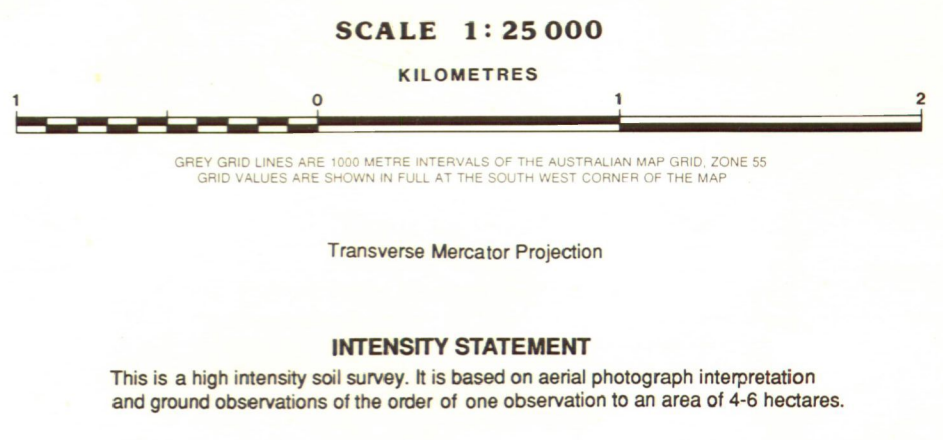 SCALE 1:25 000
KILOMETRES
1 0 1 2
GREY GRID LINES ARE 1000 METRE INTERVALS OF THE AUSTRALIAN MAP GRID, ZONE 55
GRID VALUES ARE SHOWN IN FULL AT THE SOUTH WEST CORNER OF THE MAP
Transverse Mercator Projection
INTENSITY STATEMENT
This is a high intensity soil survey. It is based on aerial photograph interpretation
and ground observations of the order of one observation to an area of 4-6 hectares.